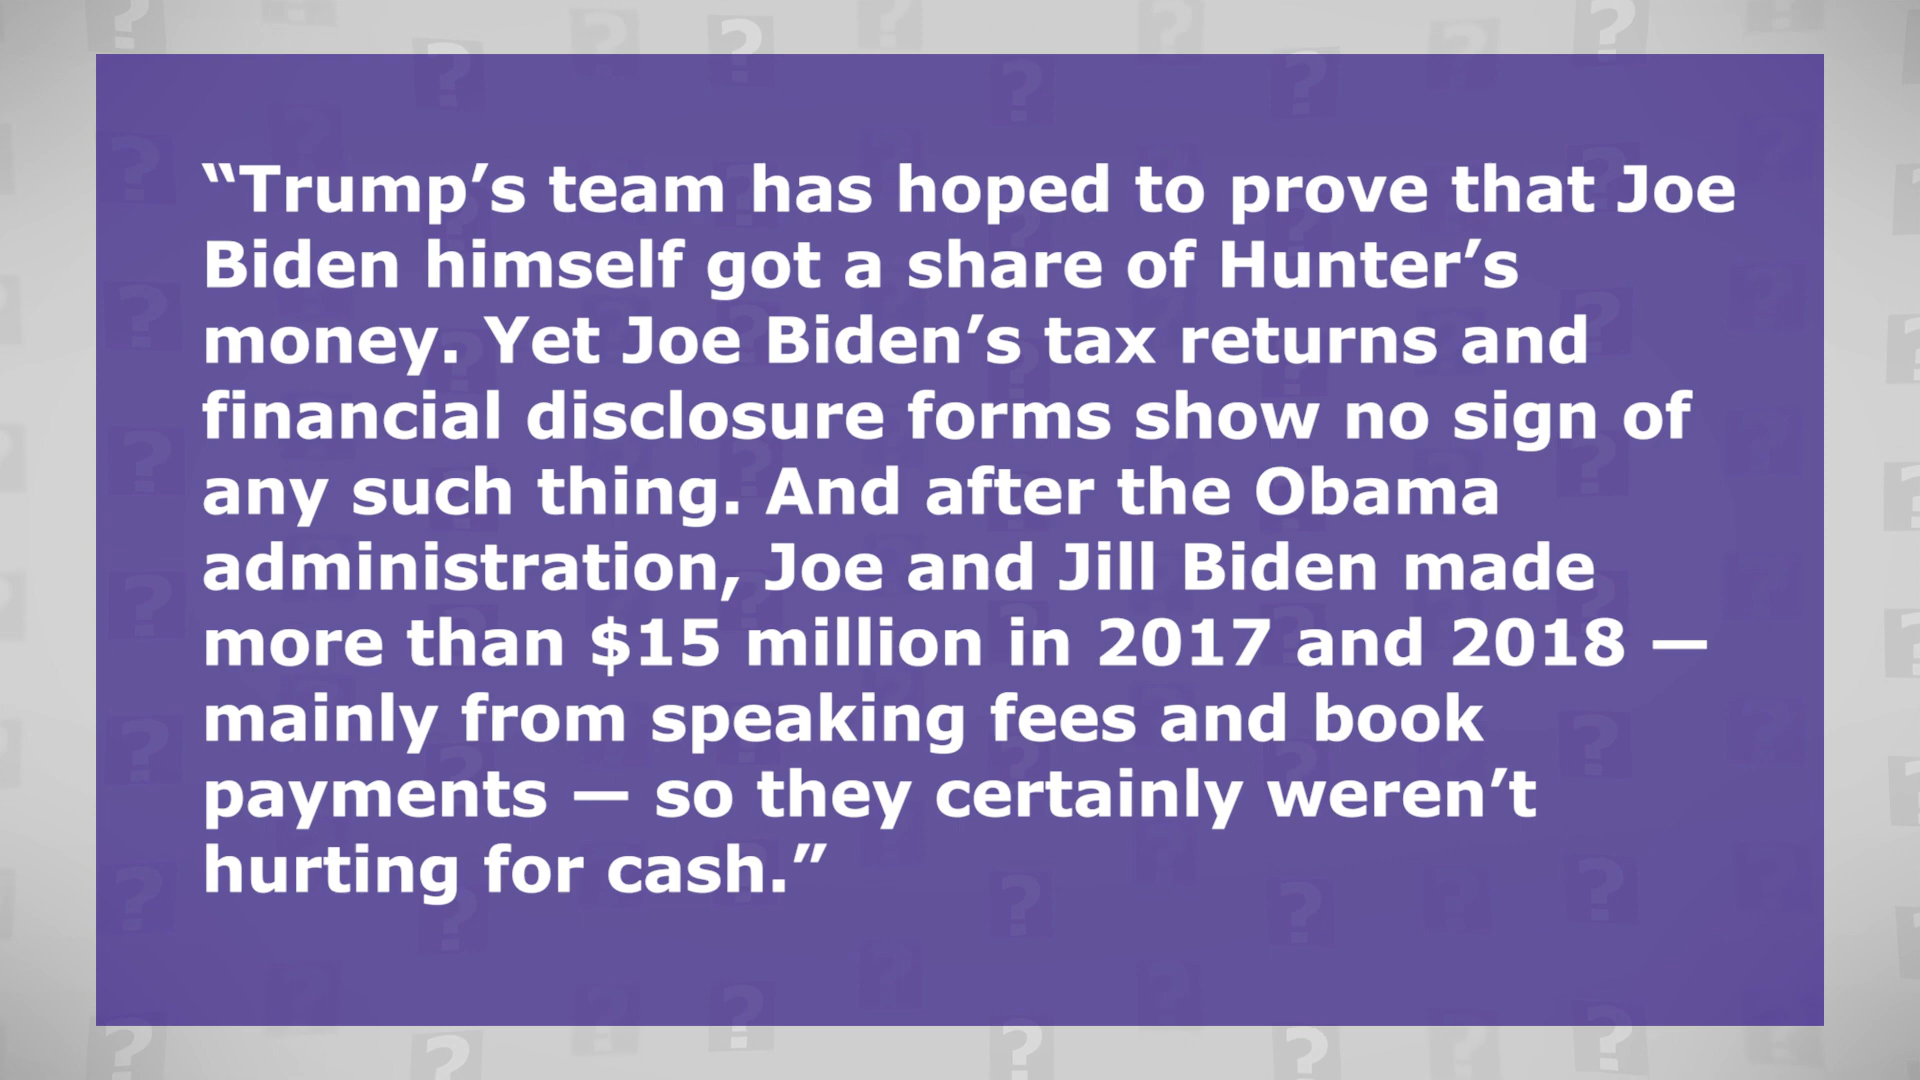 “Trump’s team has hoped to prove that Joe
Biden himself got a share of Hunter’s
money. Yet Joe Biden’s tax returns and
financial disclosure forms show no sign of
any such thing. And after the Obama
administration, Joe and Jill Biden made
more than $15 million in 2017 and 2018 —
mainly from speaking fees and book
payments — so they certainly weren’t
hurting for cash.”